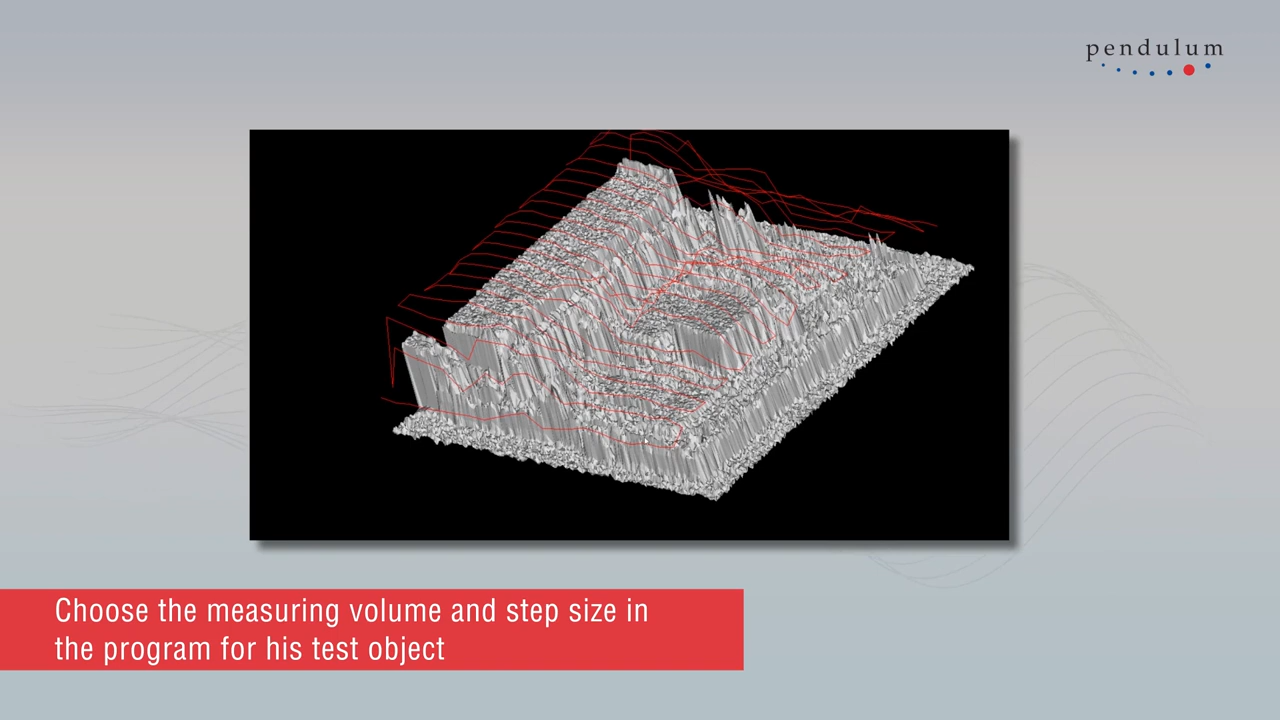 pendulum
Choose the measuring volume and step size in
the program for his test object